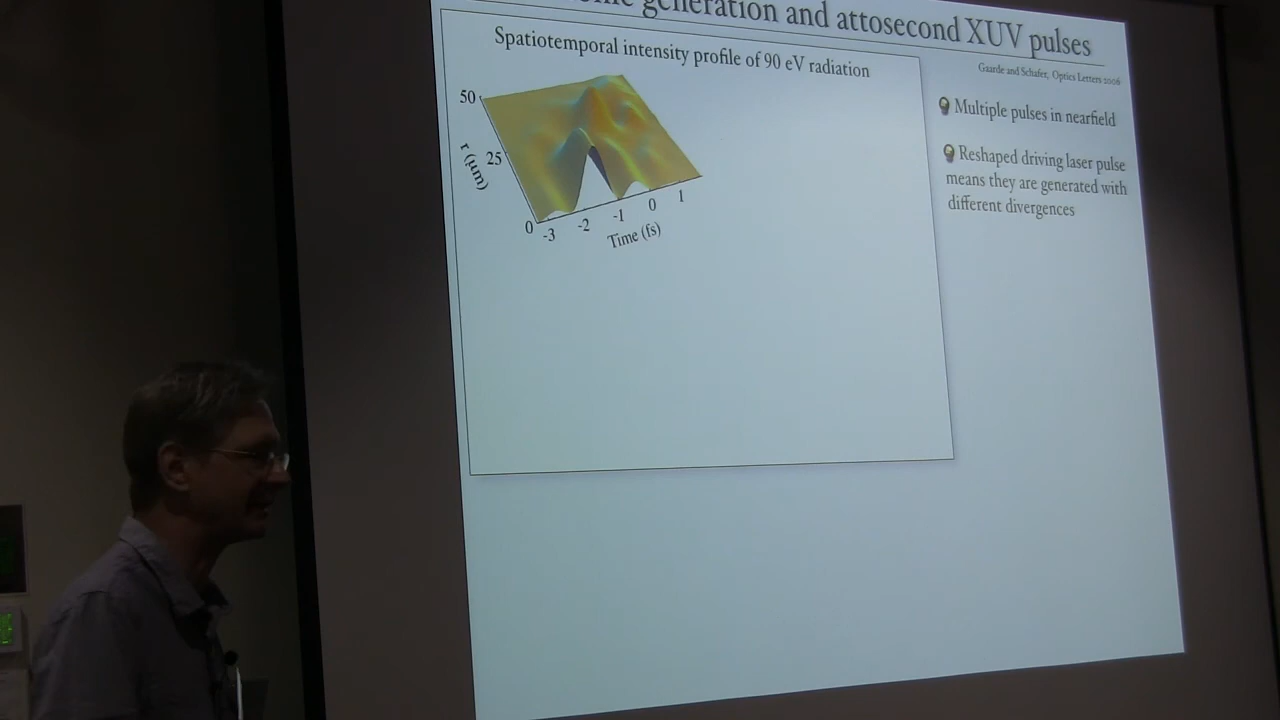 generation and attosecond XUV pulses
Gaarde and Schafer, Optics Letters 2006
Spatiotemporal intensity profile of 90 eV radiation
50
25
0
r (μm)
-3 -2 -1 0 1
Time (fs)
Multiple pulses in nearfield
Reshaped driving laser pulse
means they are generated with
different divergences